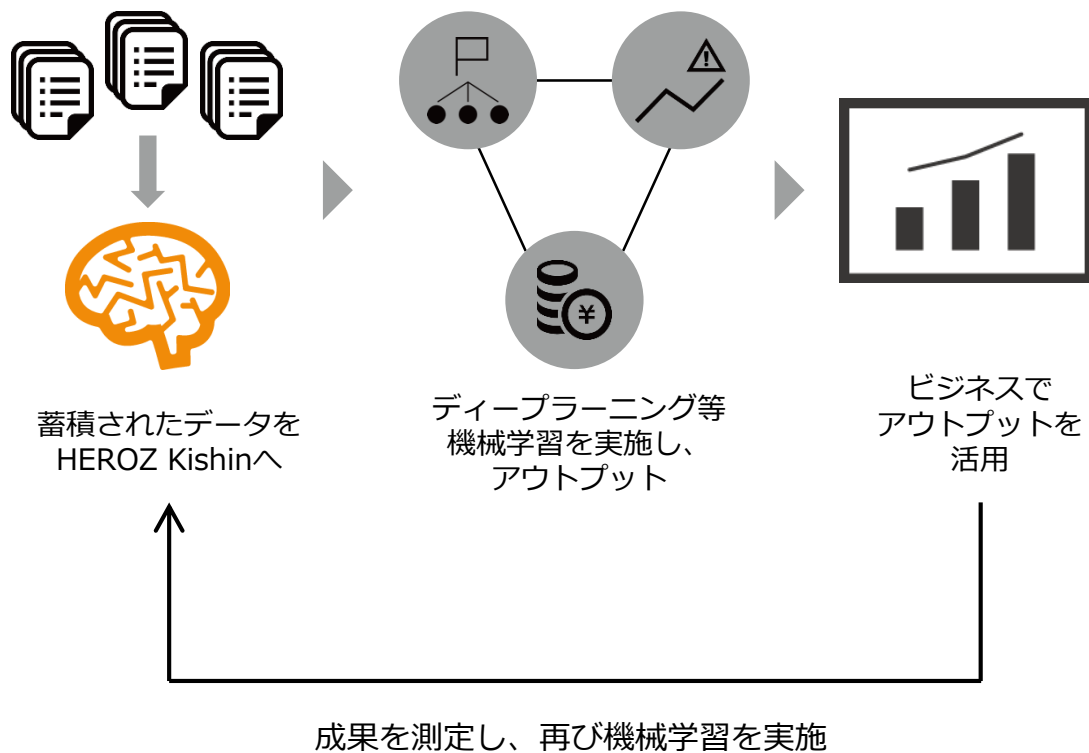 蓄積されたデータを
HEROZ Kishinへ
ディープラーニング等
機械学習を実施し、
アウトプット
ビジネスで
アウトプットを
活用
成果を測定し、再び機械学習を実施
¥